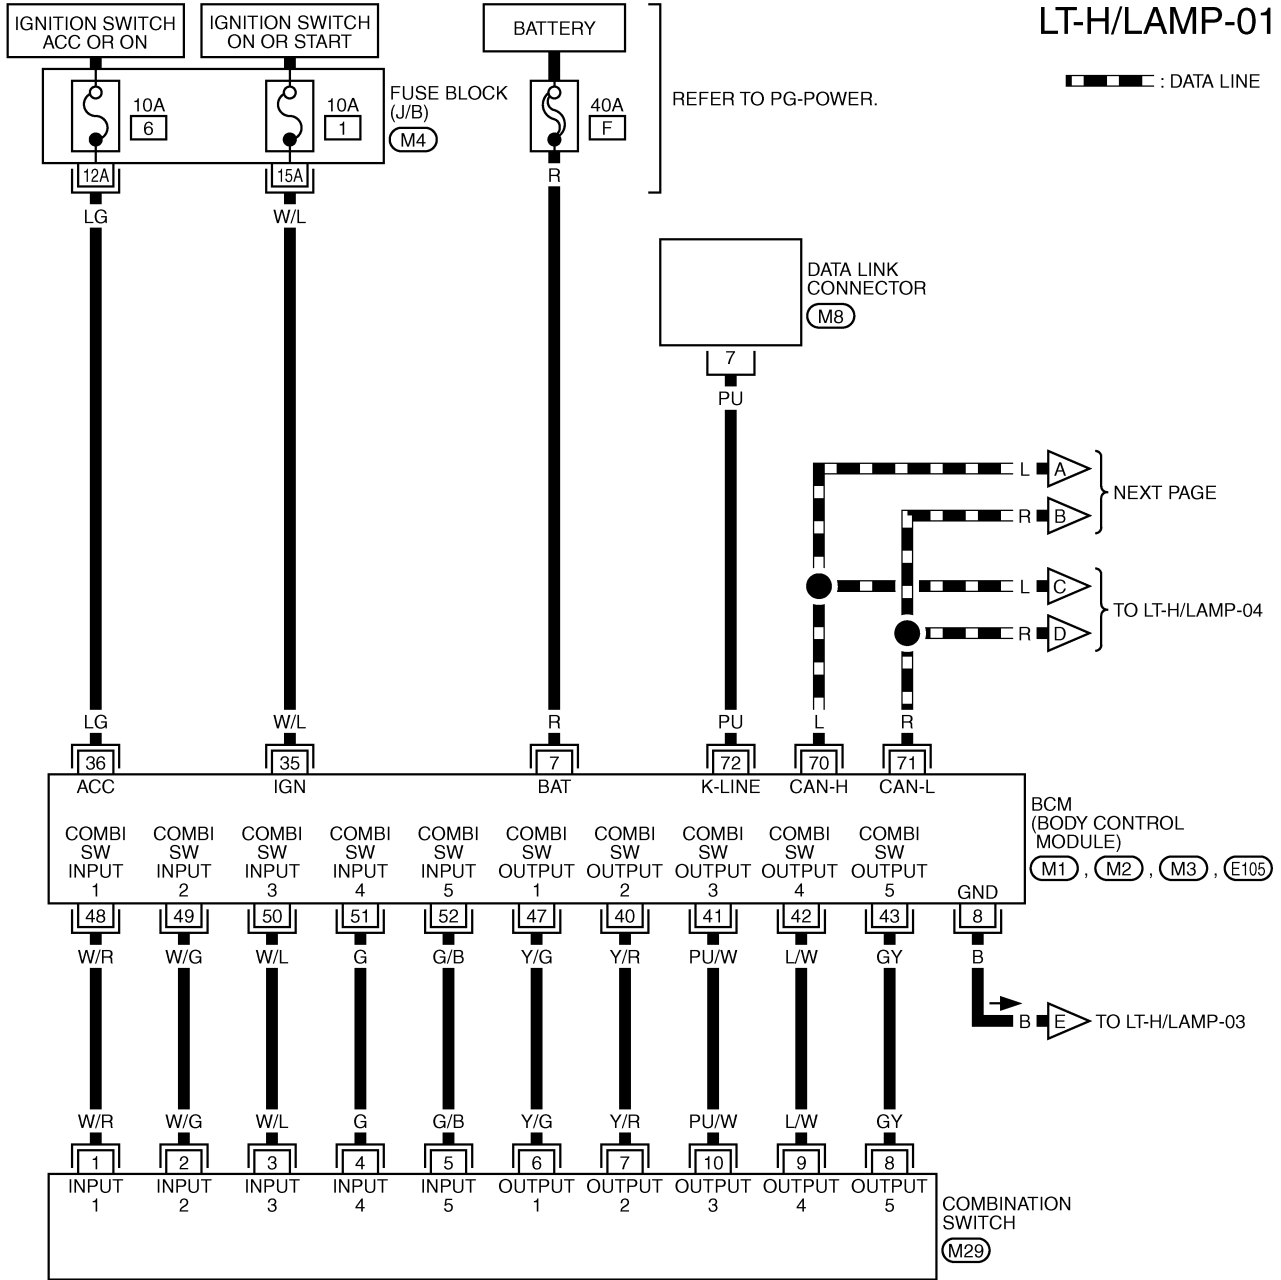 LT-H/LAMP-01
IGNITION SWITCH
ACC OR ON
IGNITION SWITCH
ON OR START
BATTERY
: DATA LINE
10A
6
10A
1
FUSE BLOCK
(J/B)
M4
40A
F
REFER TO PG-POWER.
12A
15A
R
LG
W/L
DATA LINK
CONNECTOR
M8
7
PU
L
A
R
B
NEXT PAGE
L
C
R
D
TO LT-H/LAMP-04
LG
W/L
R
PU
L
R
36
35
7
72
70
71
ACC
IGN
BAT
K-LINE
CAN-H
CAN-L
BCM
(BODY CONTROL
MODULE)
M1 , M2 , M3 , E105
COMBI
SW
INPUT
1
COMBI
SW
INPUT
2
COMBI
SW
INPUT
3
COMBI
SW
INPUT
4
COMBI
SW
INPUT
5
COMBI
SW
OUTPUT
1
COMBI
SW
OUTPUT
2
COMBI
SW
OUTPUT
3
COMBI
SW
OUTPUT
4
COMBI
SW
OUTPUT
5
GND
48
49
50
51
52
47
40
41
42
43
8
W/R
W/G
W/L
G
G/B
Y/G
Y/R
PU/W
L/W
GY
B
B
E
TO LT-H/LAMP-03
W/R
W/G
W/L
G
G/B
Y/G
Y/R
PU/W
L/W
GY
1
2
3
4
5
6
7
10
9
8
INPUT
1
INPUT
2
INPUT
3
INPUT
4
INPUT
5
OUTPUT
1
OUTPUT
2
OUTPUT
3
OUTPUT
4
OUTPUT
5
COMBINATION
SWITCH
M29